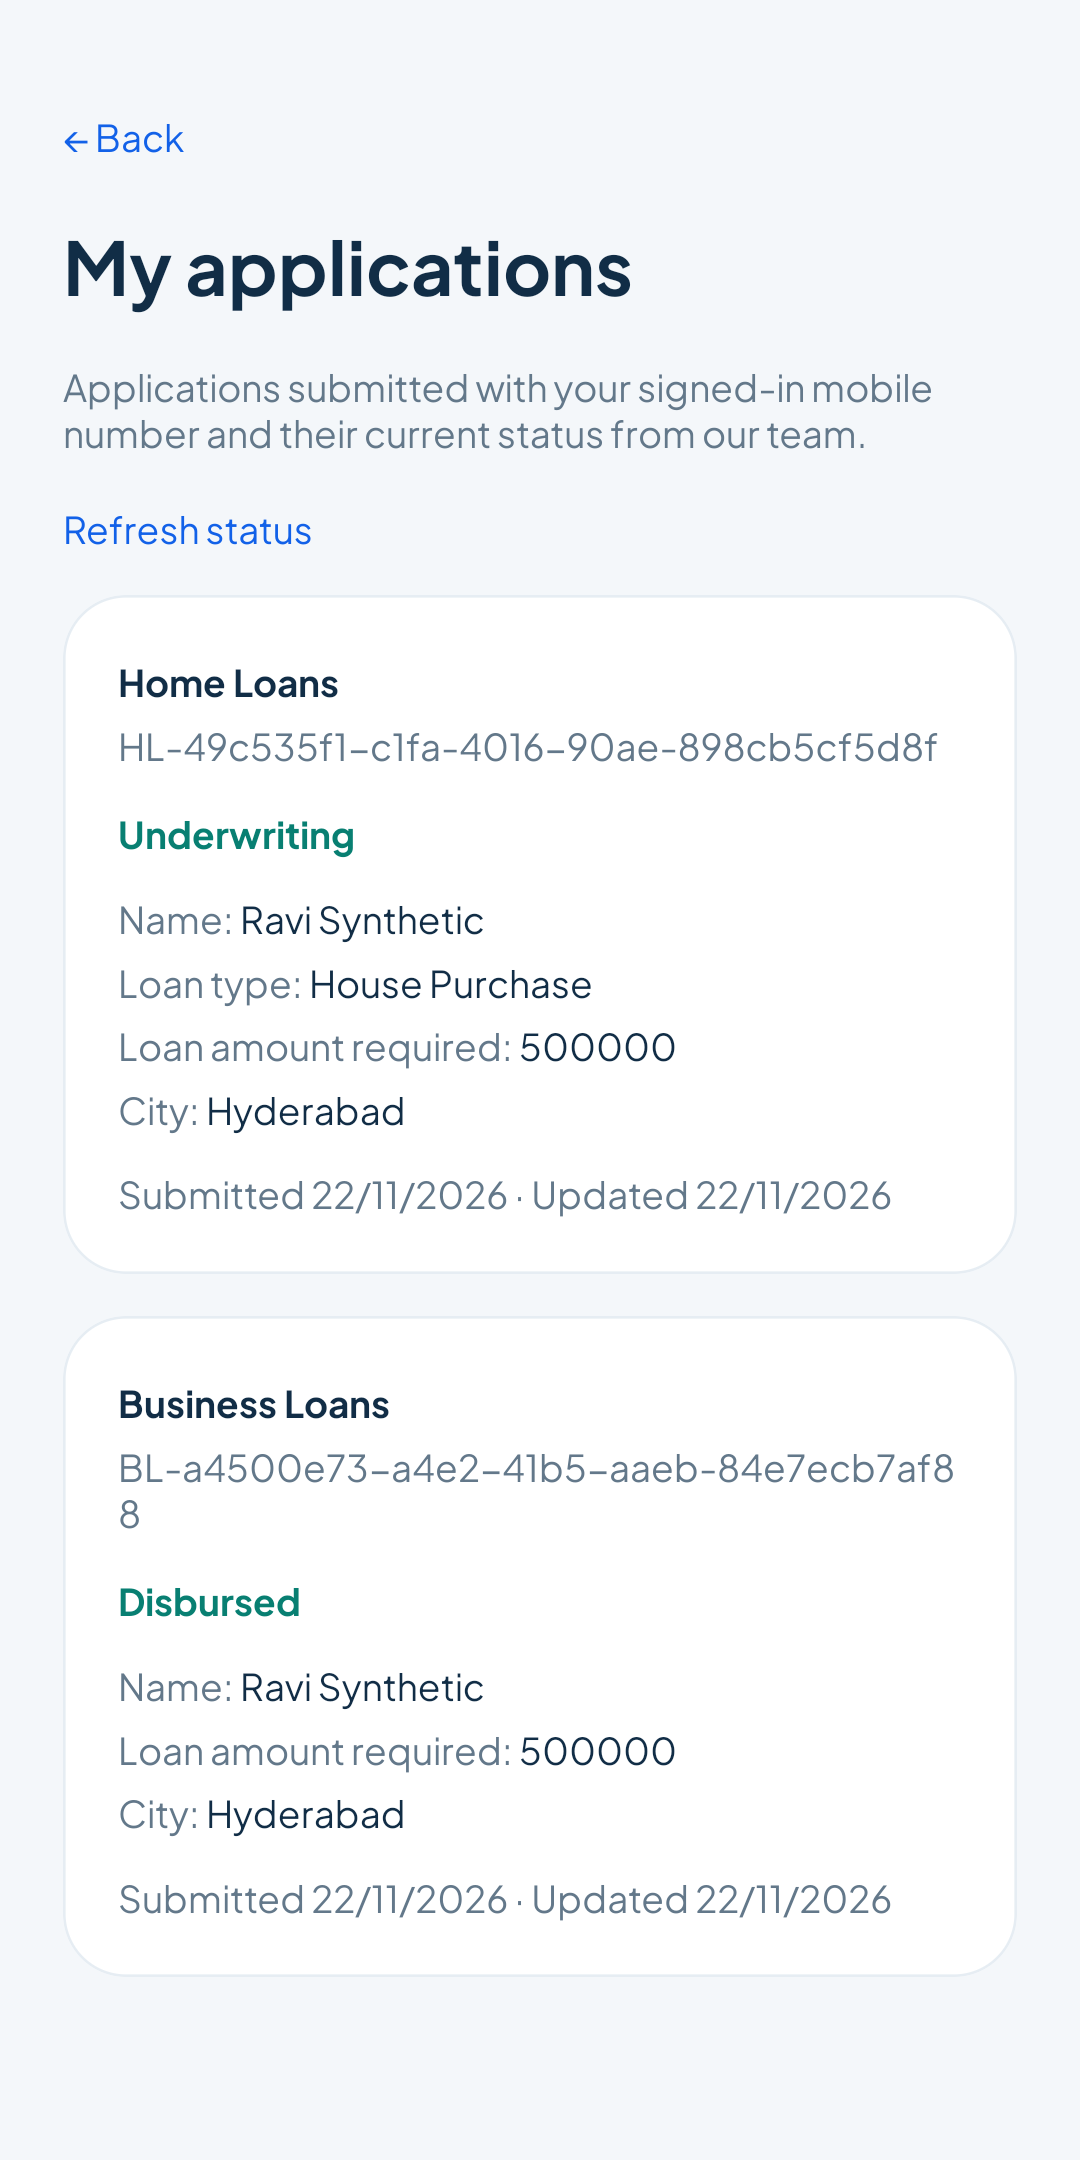 ← Back
My applications
Applications submitted with your signed-in mobile
number and their current status from our team.
Refresh status
Home Loans
HL-49c535f1-c1fa-4016-90ae-898cb5cf5d8f
Underwriting
Name: Ravi Synthetic
Loan type: House Purchase
Loan amount required: 500000
City: Hyderabad
Submitted 22/11/2026 · Updated 22/11/2026
Business Loans
BL-a4500e73-a4e2-41b5-aaeb-84e7ecb7af8
8
Disbursed
Name: Ravi Synthetic
Loan amount required: 500000
City: Hyderabad
Submitted 22/11/2026 · Updated 22/11/2026